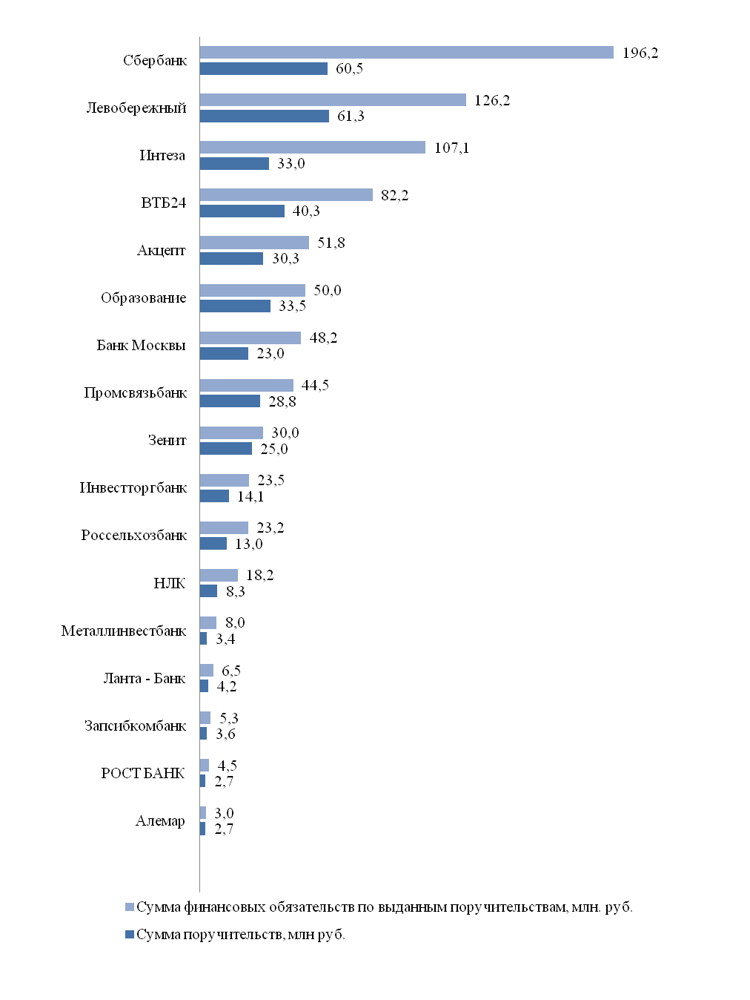 Сбербанк
196,2
60,5
Левобережный
126,2
61,3
Интеза
107,1
33,0
ВТБ24
82,2
40,3
Акцепт
51,8
30,3
Образование
50,0
33,5
Банк Москвы
48,2
23,0
Промсвязьбанк
44,5
28,8
Зенит
30,0
25,0
Инвестторгбанк
23,5
14,1
Россельхозбанк
23,2
13,0
НЛК
18,2
8,3
Металлинвестбанк
8,0
3,4
Ланта - Банк
6,5
4,2
Запсибкомбанк
5,3
3,6
РОСТ БАНК
4,5
2,7
Алемар
3,0
2,7
Сумма финансовых обязательств по выданным поручительствам, млн. руб.
Сумма поручительств, млн руб.